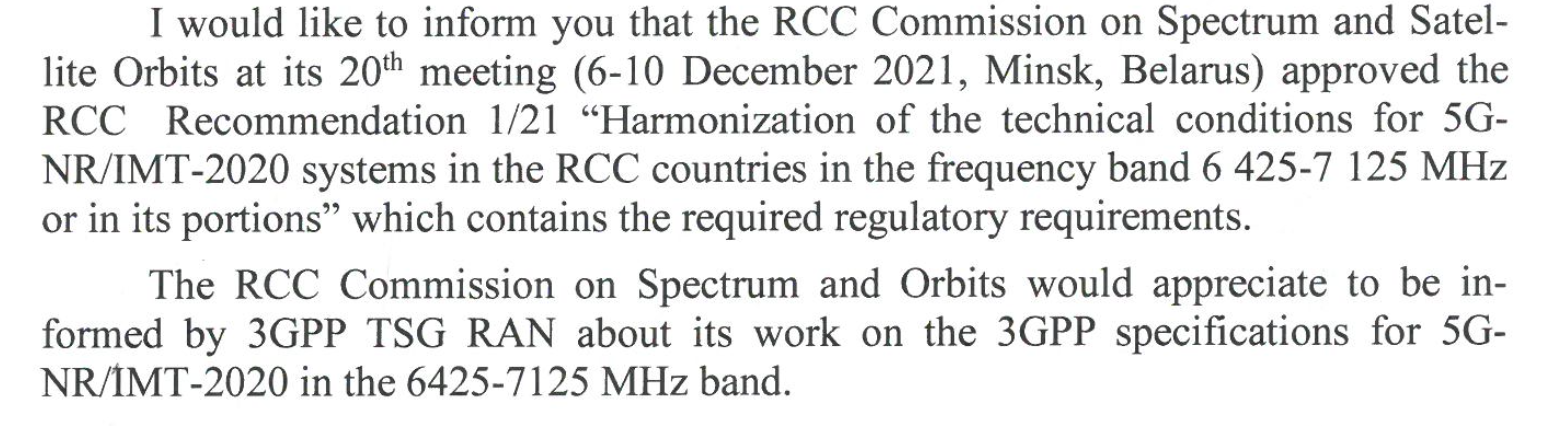 I would like to inform you that the RCC Commission on Spectrum and Satel-
lite Orbits at its 20th meeting (6-10 December 2021, Minsk, Belarus) approved the
RCC Recommendation 1/21 “Harmonization of the technical conditions for 5G-
NR/IMT-2020 systems in the RCC countries in the frequency band 6 425-7 125 MHz
or in its portions” which contains the required regulatory requirements.
The RCC Commission on Spectrum and Orbits would appreciate to be in-
formed by 3GPP TSG RAN about its work on the 3GPP specifications for 5G-
NR/IMT-2020 in the 6425-7125 MHz band.